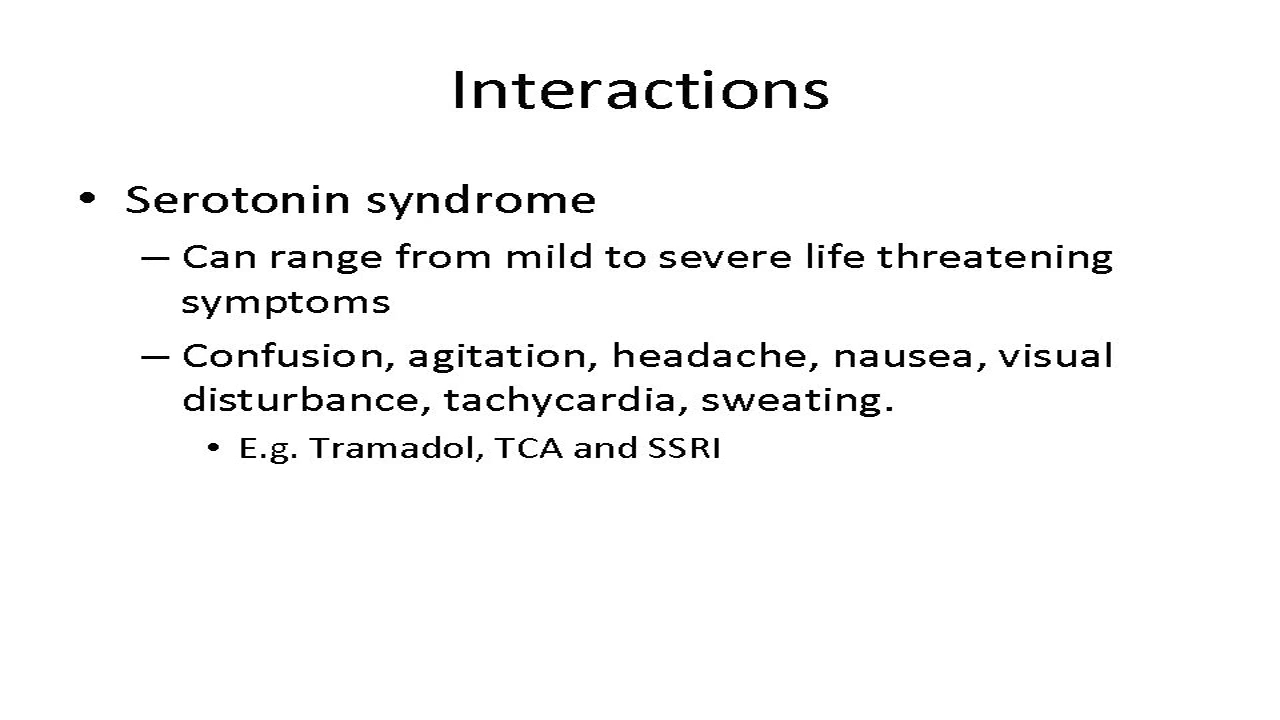 Interactions
• Serotonin syndrome
– Can range from mild to severe life threatening
symptoms
– Confusion, agitation, headache, nausea, visual
disturbance, tachycardia, sweating.
• E.g. Tramadol, TCA and SSRI